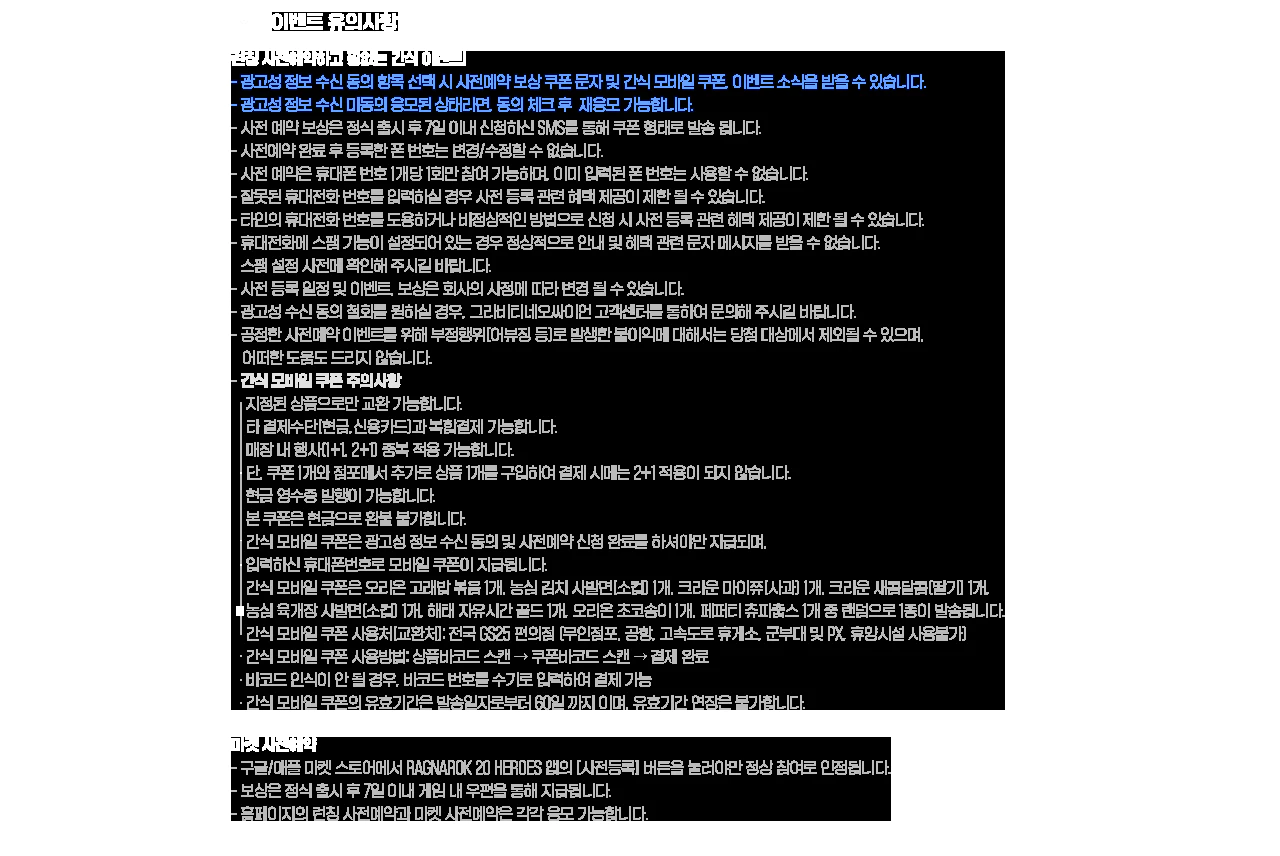 이벤트 유의사항
런칭 사전예약하고 받는 간식 이벤트
- 광고성 정보 수신 동의 항목 선택 시 사전예약 보상 쿠폰 문자 및 간식 모바일 쿠폰, 이벤트 소식을 받을 수 있습니다.
- 광고성 정보 수신 미동의 응모된 상태라면, 동의 체크 후 재응모 가능합니다.
- 사전 예약 보상은 정식 출시 후 7일 이내 신청하신 SMS를 통해 쿠폰 형태로 발송 됩니다.
- 사전예약 완료 후 등록한 폰 번호는 변경/수정할 수 없습니다.
- 사전 예약은 휴대폰 번호 1개당 1회만 참여 가능하며, 이미 입력된 폰 번호는 사용할 수 없습니다.
- 잘못된 휴대전화 번호를 입력하실 경우 사전 등록 관련 혜택 제공이 제한 될 수 있습니다.
- 타인의 휴대전화 번호를 도용하거나 비정상적인 방법으로 신청 시 사전 등록 관련 혜택 제공이 제한 될 수 있습니다.
- 휴대전화에 스팸 기능이 설정되어 있는 경우 정상적으로 안내 및 혜택 관련 문자 메시지를 받을 수 없습니다.
스팸 설정 사전에 확인해 주시길 바랍니다.
- 사전 등록 일정 및 이벤트, 보상은 회사의 사정에 따라 변경 될 수 있습니다.
- 광고성 수신 동의 철회를 원하실 경우, 그라비티네오싸이언 고객센터를 통하여 문의해 주시길 바랍니다.
- 공정한 사전예약 이벤트를 위해 부정행위(어뷰징 등)로 발생한 불이익에 대해서는 당첨 대상에서 제외될 수 있으며,
어떠한 도움도 드리지 않습니다.
- 간식 모바일 쿠폰 주의사항
지정된 상품으로만 교환 가능합니다.
타 결제수단(현금,신용카드)과 복합결제 가능합니다.
매장 내 행사(1+1, 2+1) 중복 적용 가능합니다.
단, 쿠폰 1개와 점포에서 추가로 상품 1개를 구입하여 결제 시에는 2+1 적용이 되지 않습니다.
현금 영수증 발행이 가능합니다.
본 쿠폰은 현금으로 환불 불가합니다.
· 간식 모바일 쿠폰은 광고성 정보 수신 동의 및 사전예약 신청 완료를 하셔야만 지급되며,
입력하신 휴대폰번호로 모바일 쿠폰이 지급됩니다.
간식 모바일 쿠폰은 오리온 고래밥 볶음 1개, 농심 김치 사발면(소컵) 1개, 크라운 마이쮸(사과) 1개, 크라운 새콤달콤(딸기) 1개,
농심 육개장 사발면(소컵) 1개, 해태 자유시간 골드 1개, 오리온 초코송이 1개, 페퍼티 츄파춥스 1개 중 랜덤으로 1종이 발송됩니다.
· 간식 모바일 쿠폰 사용처(교환처): 전국 GS25 편의점 (무인점포, 공항, 고속도로 휴게소, 군부대 및 PX, 휴양시설 사용불가)
· 간식 모바일 쿠폰 사용방법: 상품바코드 스캔 → 쿠폰바코드 스캔 → 결제 완료
· 바코드 인식이 안 될 경우, 바코드 번호를 수기로 입력하여 결제 가능
· 간식 모바일 쿠폰의 유효기간은 발송일자로부터 60일 까지 이며, 유효기간 연장은 불가합니다.
마켓 사전예약
- 구글/애플 마켓 스토어에서 RAGNAROK 20 HEROES 앱의 [사전등록] 버튼을 눌러야만 정상 참여로 인정됩니다.
- 보상은 정식 출시 후 7일 이내 게임 내 우편을 통해 지급됩니다.
- 홈페이지의 런칭 사전예약과 마켓 사전예약은 각각 응모 가능합니다.